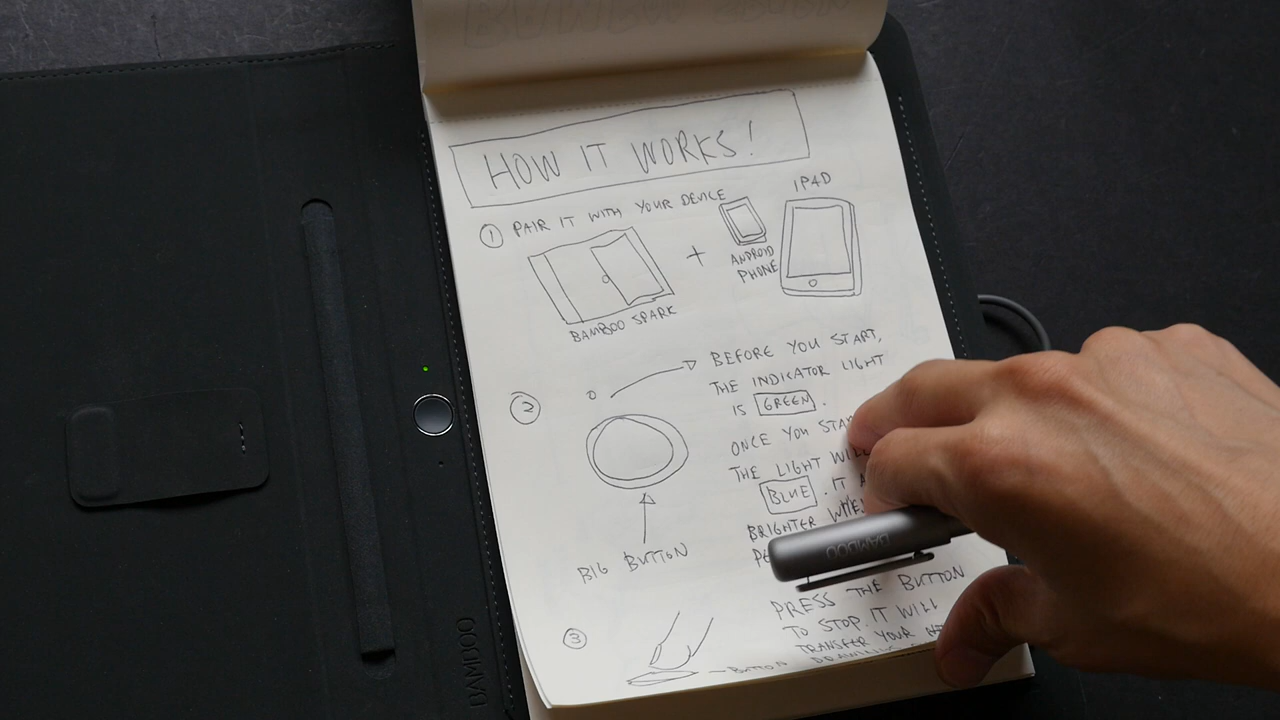 HOW IT WORKS!
① PAIR IT WITH YOUR DEVICE
IPAD
ANDROID
PHONE
+
BAMBOO SPARK
②
BEFORE YOU START,
THE INDICATOR LIGHT
IS GREEN.
ONCE YOU
THE LIGHT
BLUE. IT
BRIGHTER
BIG BUTTON
③
PRESS THE BUTTON
TO STOP. IT WILL
TRANSFER YOUR
BUTTON
BAMBOO
BAMBOO